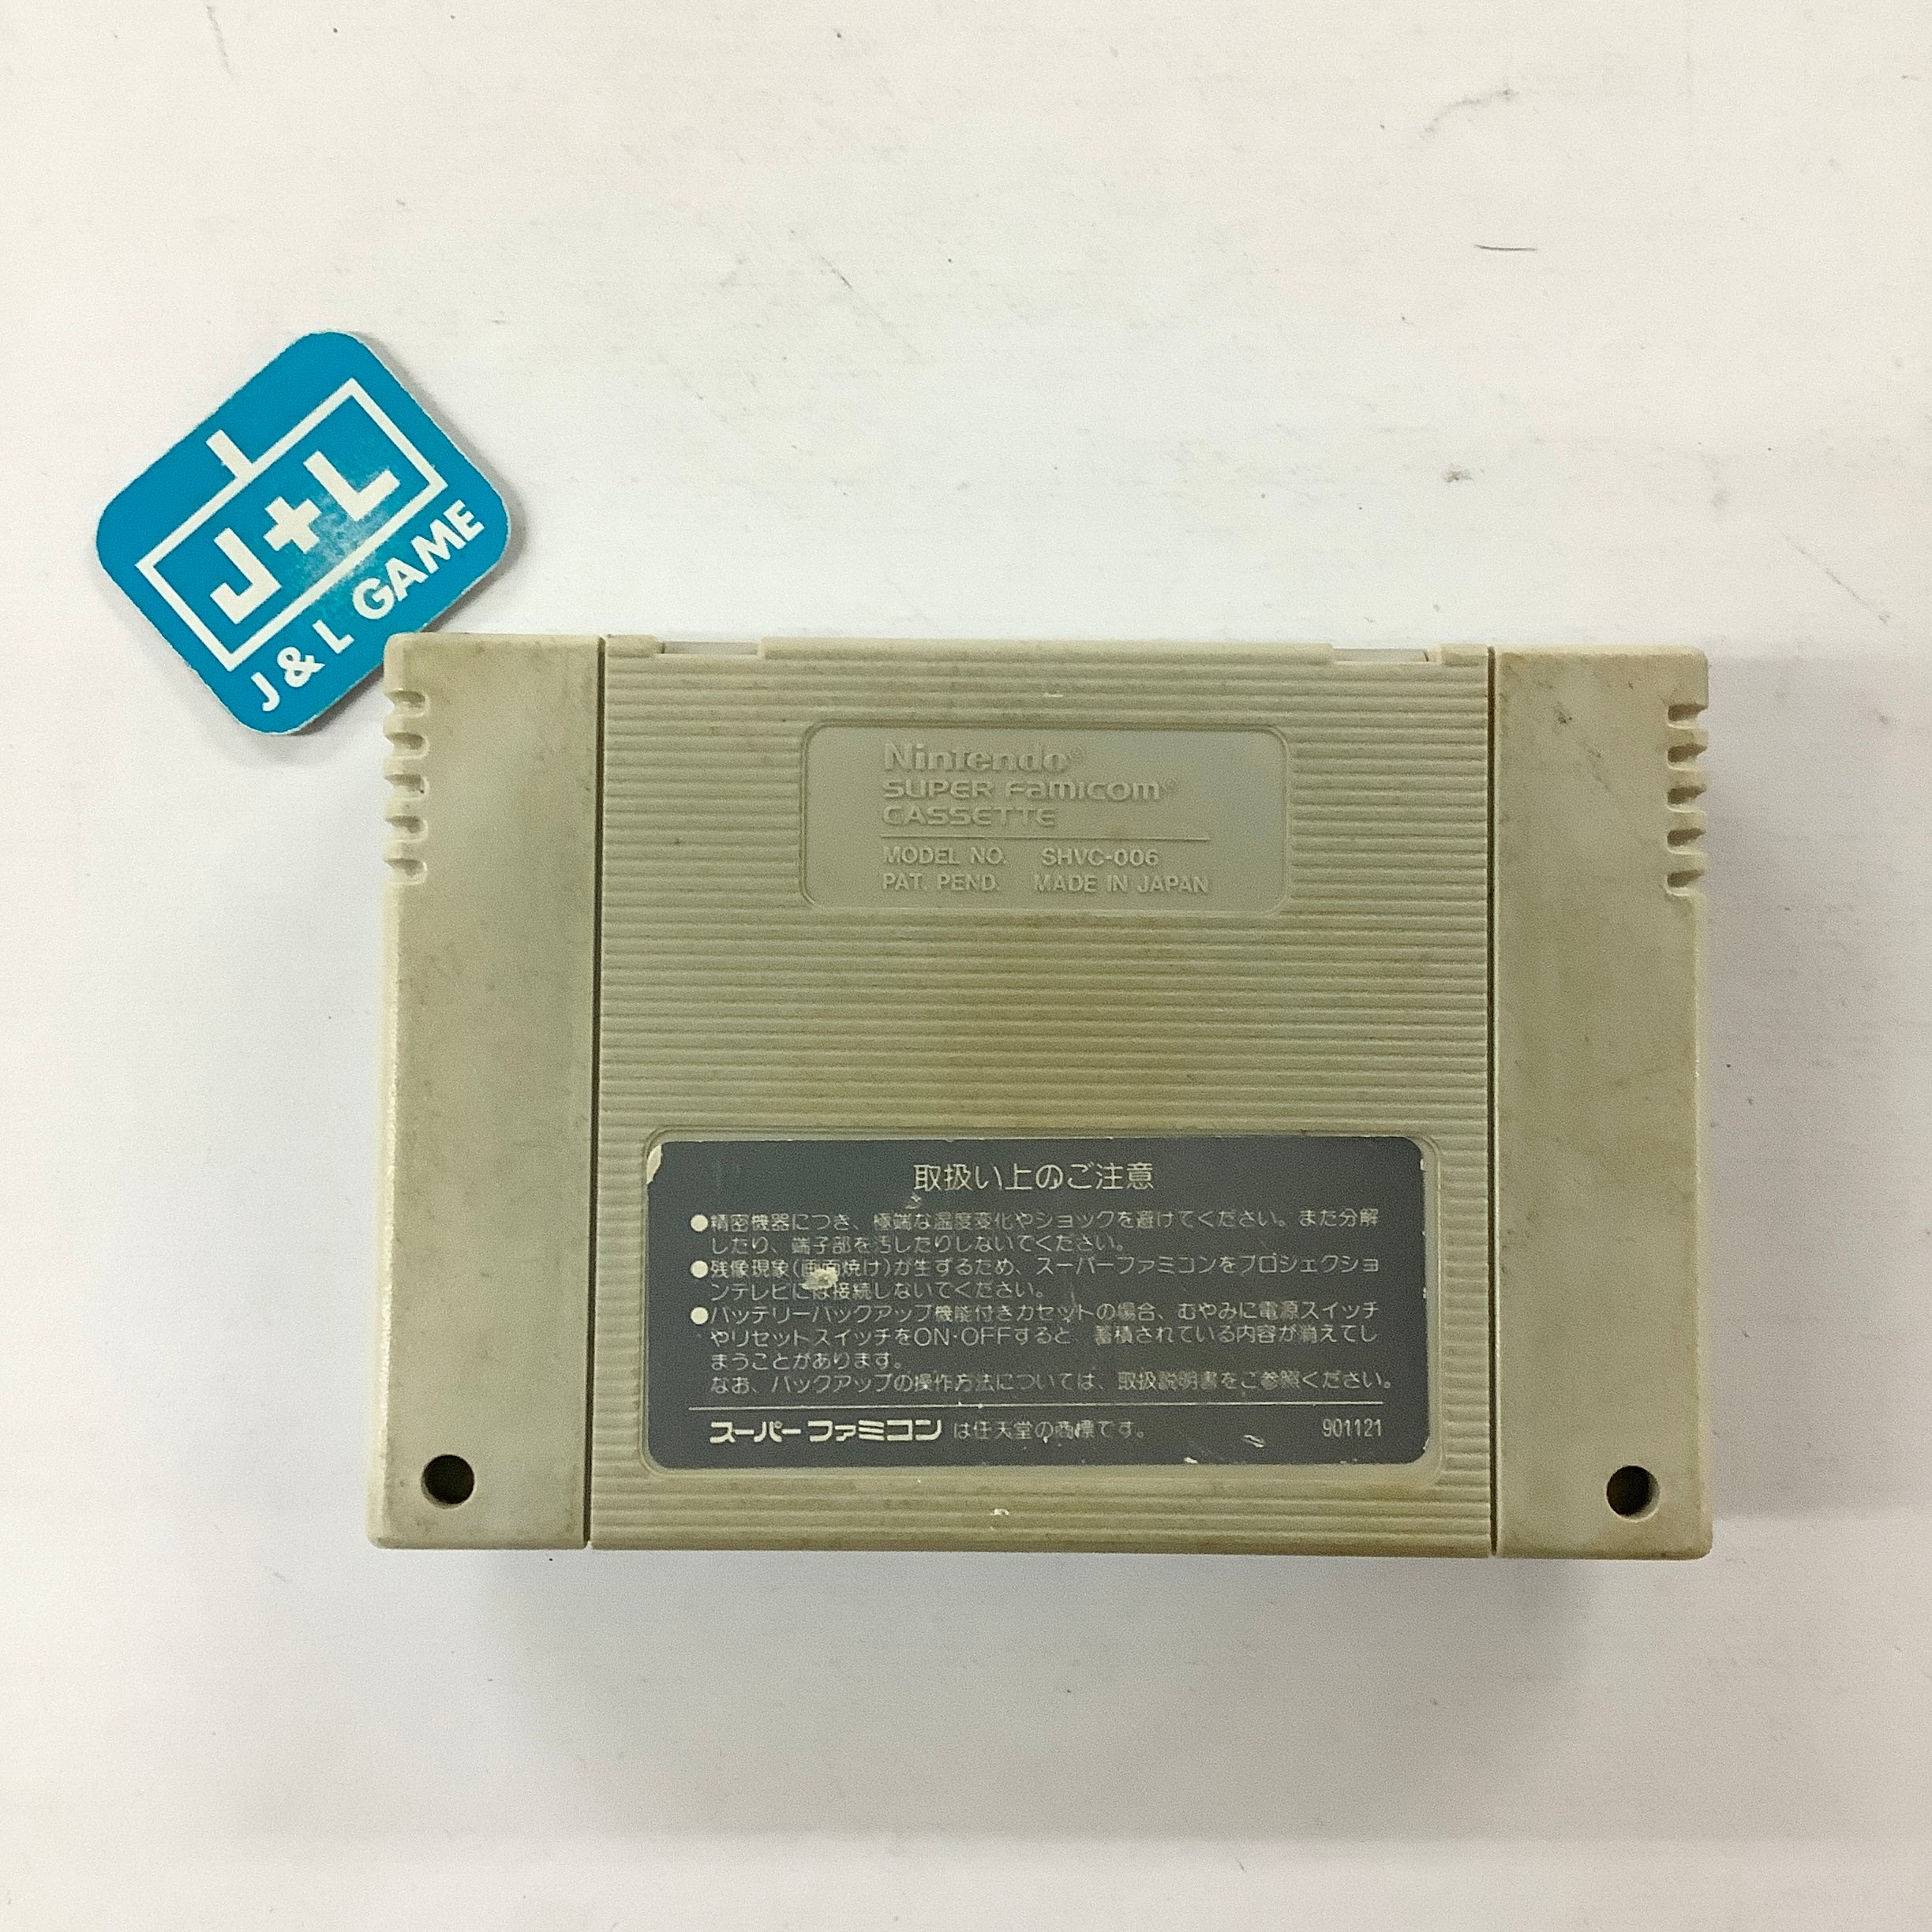 J+L
J & L GAME
Nintendo®
SUPER Famicom®
CASSETTE
MODEL NO. SHVC-006
PAT. PEND. MADE IN JAPAN
取扱い上のご注意
●精密機器につき、極端な温度変化やショックを避けてください。また分解
したり、端子部を汚したりしないでください。
●残像現象(画面焼け)が生ずるため、スーパーファミコンをプロジェクショ
ンテレビには接続しないでください。
●バッテリーバックアップ機能付きカセットの場合、むやみに電源スイッチ
やリセットスイッチをON・OFFすると、蓄積されている内容が消えてし
まうことがあります。
なお、バックアップの操作方法については、取扱説明書をご参照ください。
スーパーファミコン は任天堂の商標です。 901121